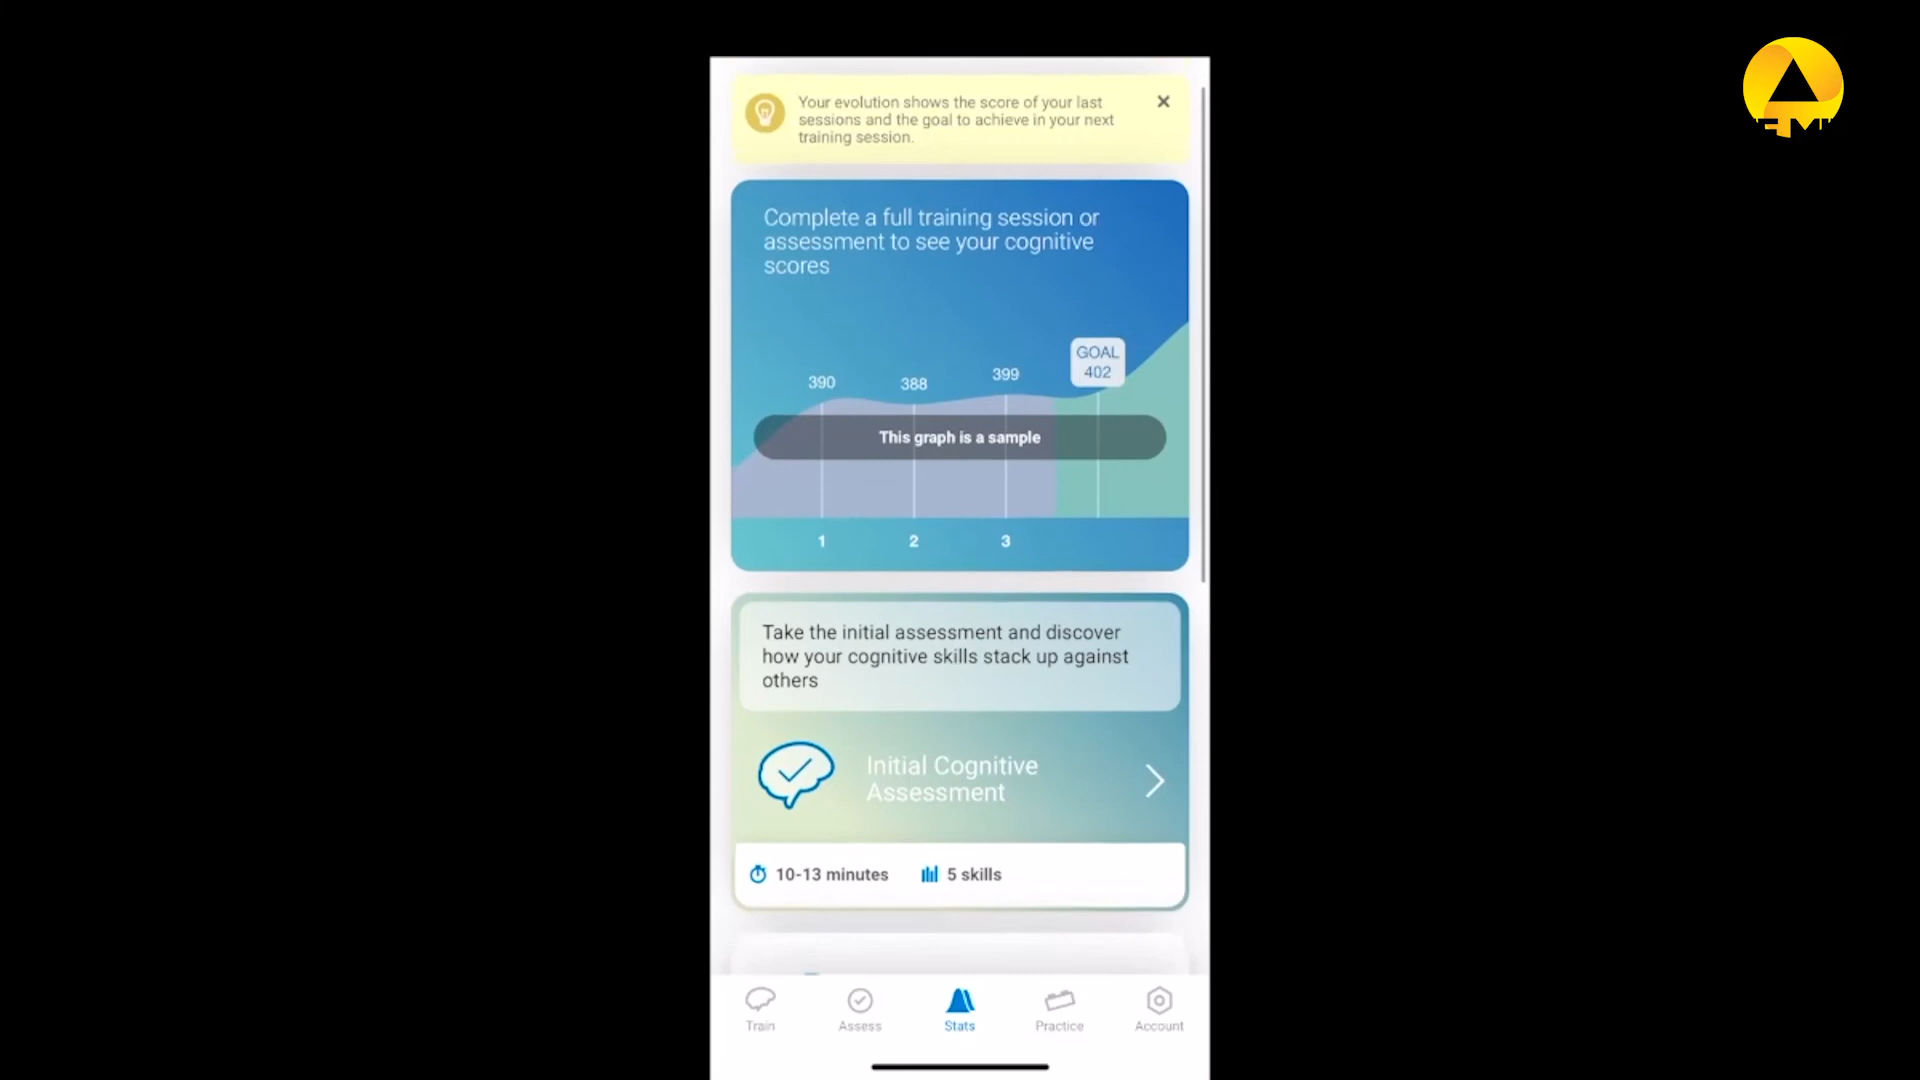 Your evolution shows the score of your last
sessions and the goal to achieve in your next
training session.
Complete a full training session or
assessment to see your cognitive
scores
390
388
399
GOAL
402
This graph is a sample
1
2
3
Take the initial assessment and discover
how your cognitive skills stack up against
others
Initial Cognitive
Assessment
10-13 minutes
5 skills
Train
Assess
Stats
Practice
Account